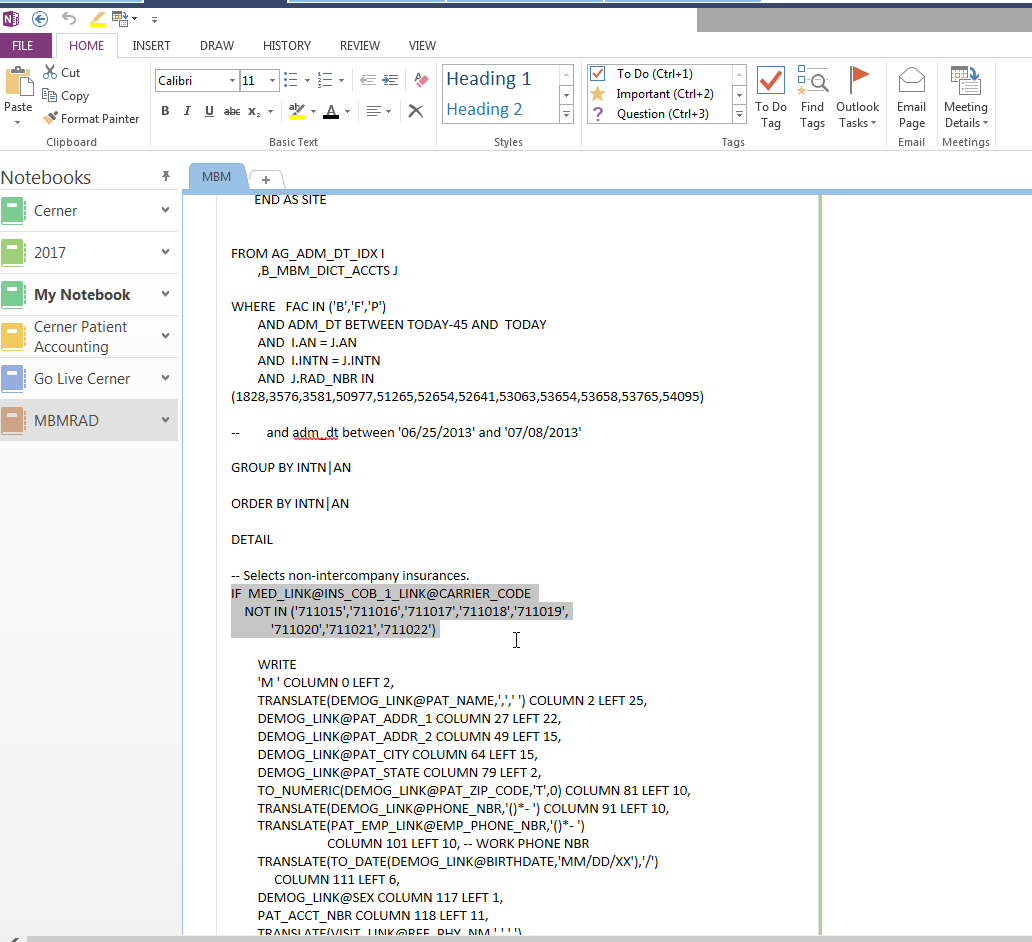 FILE HOME INSERT DRAW HISTORY REVIEW VIEW
Paste
Cut
Copy
Format Painter
Clipboard
Calibri 11
B I U abc x₂ ab A
Basic Text
Heading 1
Heading 2
Styles
To Do (Ctrl+1)
Important (Ctrl+2)
? Question (Ctrl+3)
To Do Tag
Find Tags
Outlook Tasks
Tags
Email Page
Email
Meeting Details
Meetings
Notebooks
Cerner
2017
My Notebook
Cerner Patient
Accounting
Go Live Cerner
MBMRAD
MBM +
END AS SITE
FROM AG_ADM_DT_IDX I
,B_MBM_DICT_ACCTS J
WHERE FAC IN ('B','F','P')
AND ADM_DT BETWEEN TODAY-45 AND TODAY
AND I.AN = J.AN
AND I.INTN = J.INTN
AND J.RAD_NBR IN
(1828,3576,3581,50977,51265,52654,52641,53063,53654,53658,53765,54095)
-- and adm_dt between '06/25/2013' and '07/08/2013'
GROUP BY INTN|AN
ORDER BY INTN|AN
DETAIL
-- Selects non-intercompany insurances.
IF MED_LINK@INS_COB_1_LINK@CARRIER_CODE
NOT IN ('711015','711016','711017','711018','711019',
'711020','711021','711022')
WRITE
'M ' COLUMN 0 LEFT 2,
TRANSLATE(DEMOG_LINK@PAT_NAME,',',' ') COLUMN 2 LEFT 25,
DEMOG_LINK@PAT_ADDR_1 COLUMN 27 LEFT 22,
DEMOG_LINK@PAT_ADDR_2 COLUMN 49 LEFT 15,
DEMOG_LINK@PAT_CITY COLUMN 64 LEFT 15,
DEMOG_LINK@PAT_STATE COLUMN 79 LEFT 2,
TO_NUMERIC(DEMOG_LINK@PAT_ZIP_CODE,'T',0) COLUMN 81 LEFT 10,
TRANSLATE(DEMOG_LINK@PHONE_NBR,'()*- ') COLUMN 91 LEFT 10,
TRANSLATE(PAT_EMP_LINK@EMP_PHONE_NBR,'()*- ')
COLUMN 101 LEFT 10, -- WORK PHONE NBR
TRANSLATE(TO_DATE(DEMOG_LINK@BIRTHDATE,'MM/DD/XX'),'/')
COLUMN 111 LEFT 6,
DEMOG_LINK@SEX COLUMN 117 LEFT 1,
PAT_ACCT_NBR COLUMN 118 LEFT 11,
TRANSLATE(VISIT_LINK@REF_PHY_NM,',',' ')